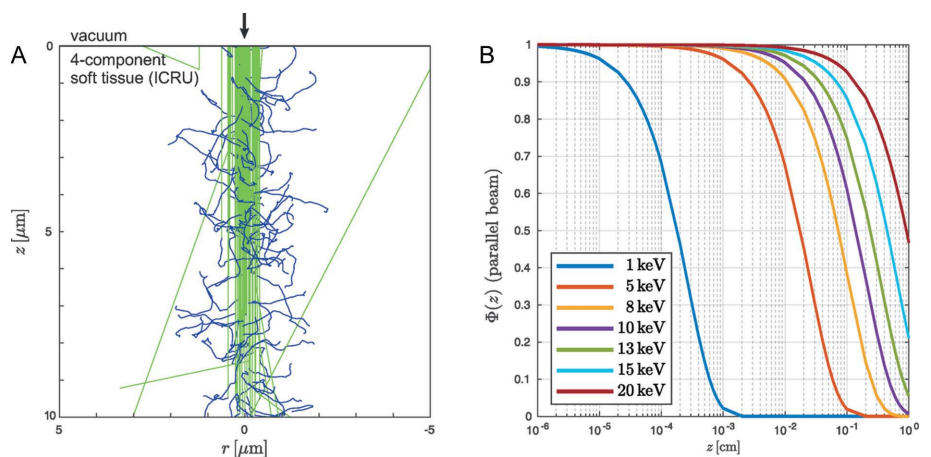 A
vacuum
4-component
soft tissue (ICRU)
0
5
10
z [μm]
5
0
-5
r [μm]
B
Φ(z) (parallel beam)
1
0.9
0.8
0.7
0.6
0.5
0.4
0.3
0.2
0.1
0
1 keV
5 keV
8 keV
10 keV
13 keV
15 keV
20 keV
10⁻⁶
10⁻⁵
10⁻⁴
10⁻³
10⁻²
10⁻¹
10⁰
z [cm]